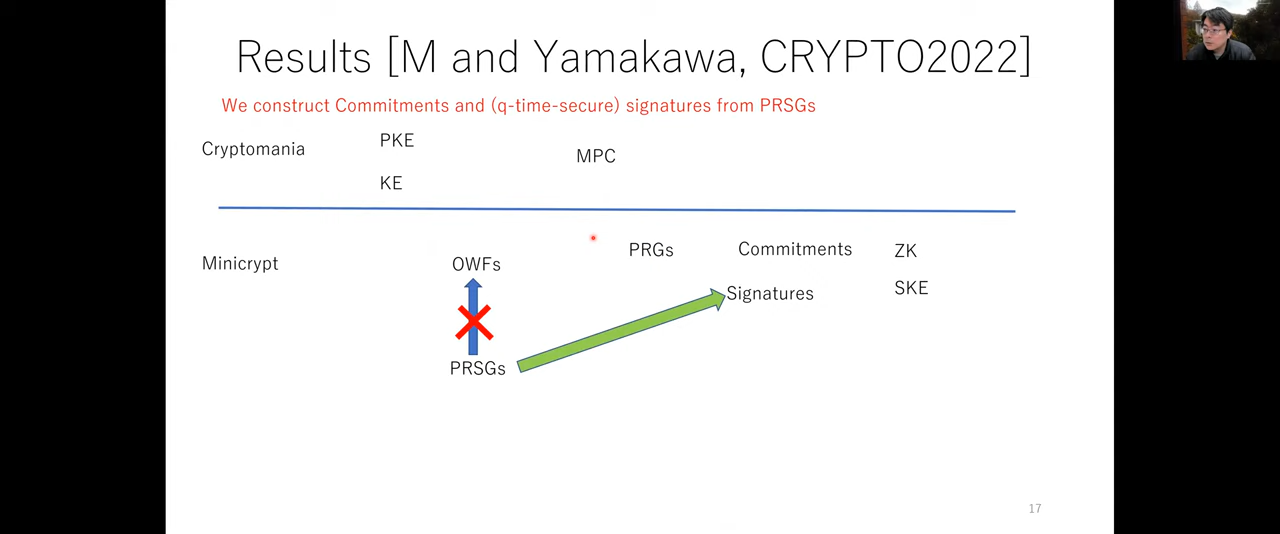 Results [M and Yamakawa, CRYPTO2022]
We construct Commitments and (q-time-secure) signatures from PRSGs
Cryptomania
PKE
MPC
KE
Minicrypt
OWFs
PRGs
Commitments
ZK
Signatures
SKE
PRSGs
17